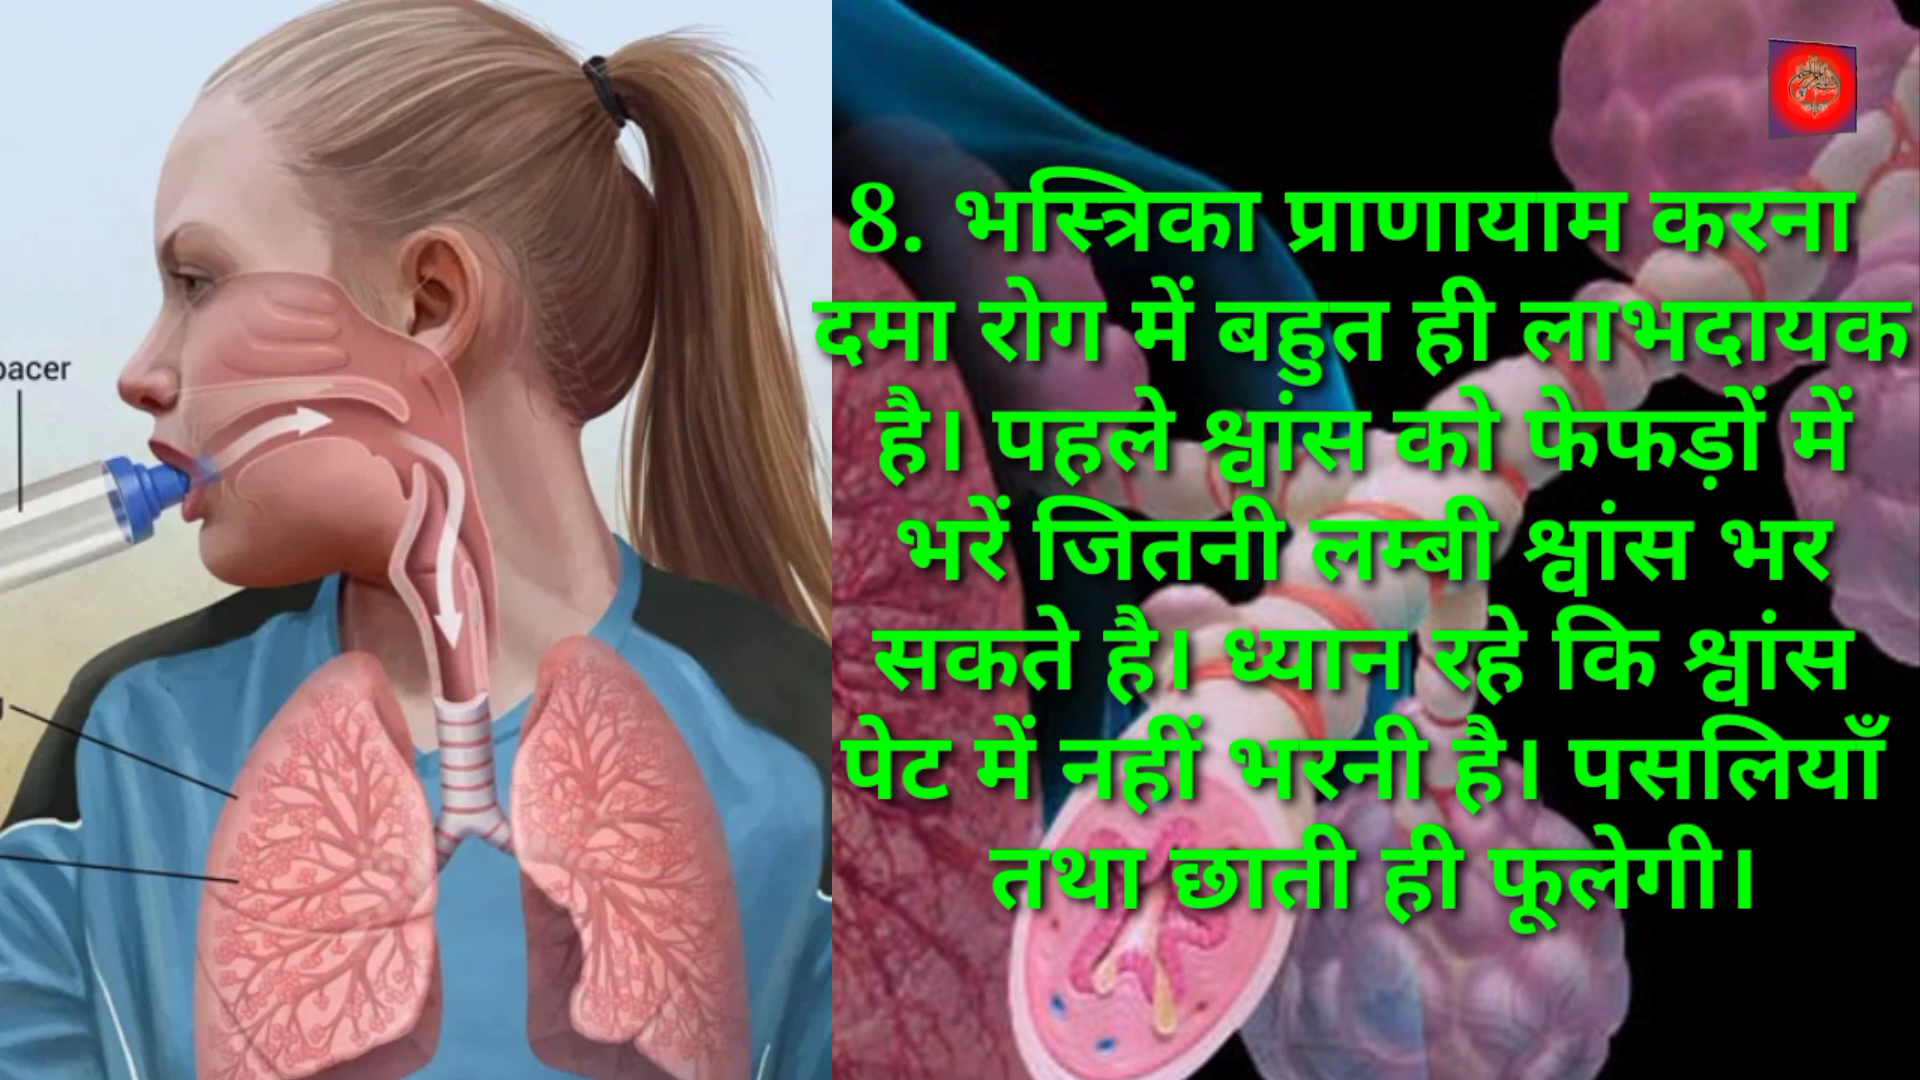 8. भस्त्रिका प्राणायाम करना
दमा रोग में बहुत ही लाभदायक
है। पहले श्वांस को फेफड़ों में
भरें जितनी लम्बी श्वांस भर
सकते है। ध्यान रहे कि श्वांस
पेट में नहीं भरनी है। पसलियाँ
तथा छाती ही फूलेगी।
pacer